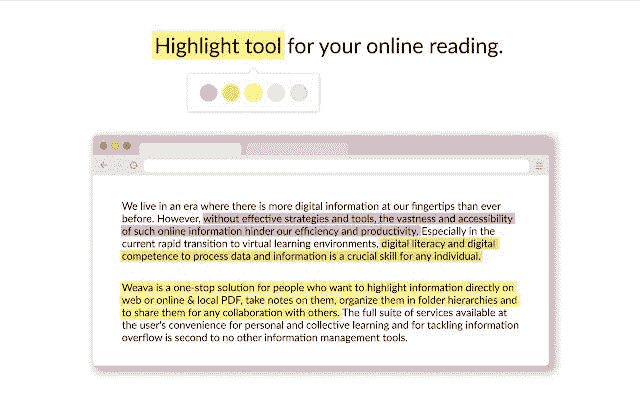 Highlight tool for your online reading.
We live in an era where there is more digital information at our fingertips than ever
before. However, without effective strategies and tools, the vastness and accessibility
of such online information hinder our efficiency and productivity. Especially in the
current rapid transition to virtual learning environments, digital literacy and digital
competence to process data and information is a crucial skill for any individual.
Weava is a one-stop solution for people who want to highlight information directly on
web or online & local PDF, take notes on them, organize them in folder hierarchies and
to share them for any collaboration with others. The full suite of services available at
the user's convenience for personal and collective learning and for tackling information
overflow is second to no other information management tools.